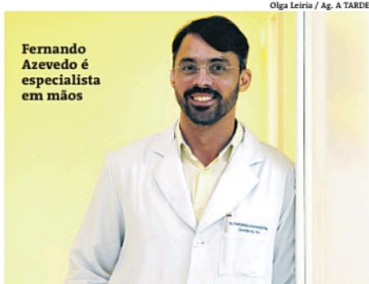 Olga Leiria / Ag. A TARDE
Fernando
Azevedo é
especialista
em mãos